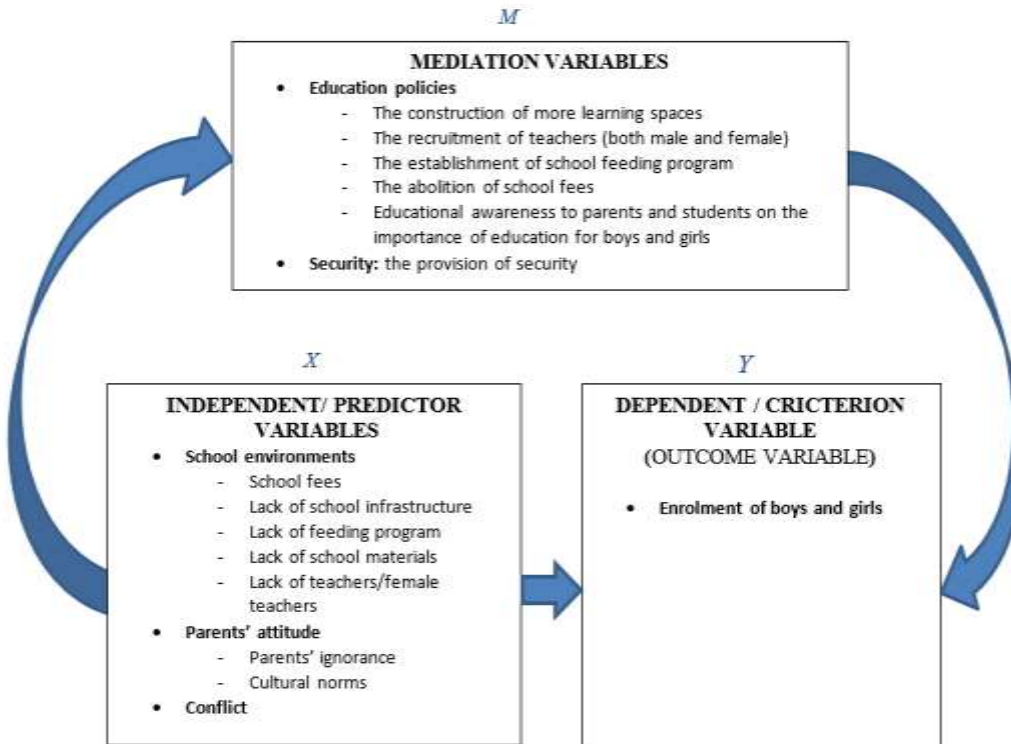 M
MEDIATION VARIABLES
• Education policies
- The construction of more learning spaces
- The recruitment of teachers (both male and female)
- The establishment of school feeding program
- The abolition of school fees
- Educational awareness to parents and students on the
importance of education for boys and girls
• Security: the provision of security
X
INDEPENDENT/ PREDICTOR
VARIABLES
• School environments
- School fees
- Lack of school infrastructure
- Lack of feeding program
- Lack of school materials
- Lack of teachers/female
teachers
• Parents’ attitude
- Parents’ ignorance
- Cultural norms
• Conflict
Y
DEPENDENT / CRICTERION
VARIABLE
(OUTCOME VARIABLE)
• Enrolment of boys and girls